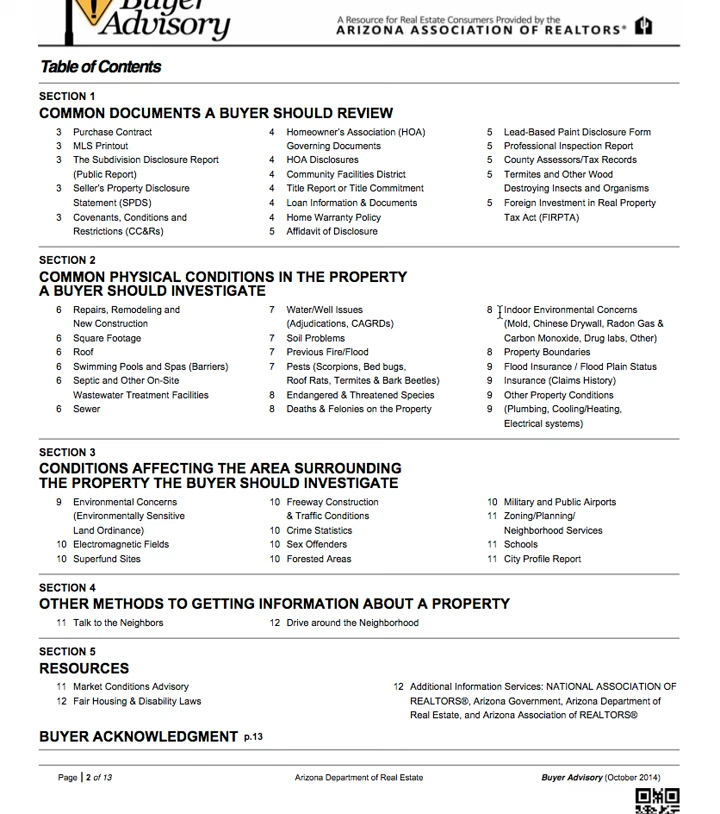 Buyer
Advisory
A Resource for Real Estate Consumers Provided by the
ARIZONA ASSOCIATION OF REALTORS®
Table of Contents
SECTION 1
COMMON DOCUMENTS A BUYER SHOULD REVIEW
3 Purchase Contract
3 MLS Printout
3 The Subdivision Disclosure Report
(Public Report)
3 Seller's Property Disclosure
Statement (SPDS)
3 Covenants, Conditions and
Restrictions (CC&Rs)
4 Homeowner's Association (HOA)
Governing Documents
4 HOA Disclosures
4 Community Facilities District
4 Title Report or Title Commitment
4 Loan Information & Documents
4 Home Warranty Policy
5 Affidavit of Disclosure
5 Lead-Based Paint Disclosure Form
5 Professional Inspection Report
5 County Assessors/Tax Records
5 Termites and Other Wood
Destroying Insects and Organisms
5 Foreign Investment in Real Property
Tax Act (FIRPTA)
SECTION 2
COMMON PHYSICAL CONDITIONS IN THE PROPERTY
A BUYER SHOULD INVESTIGATE
6 Repairs, Remodeling and
New Construction
6 Square Footage
6 Roof
6 Swimming Pools and Spas (Barriers)
6 Septic and Other On-Site
Wastewater Treatment Facilities
6 Sewer
7 Water/Well Issues
(Adjudications, CAGRDs)
7 Soil Problems
7 Previous Fire/Flood
7 Pests (Scorpions, Bed bugs,
Roof Rats, Termites & Bark Beetles)
8 Endangered & Threatened Species
8 Deaths & Felonies on the Property
8 Indoor Environmental Concerns
(Mold, Chinese Drywall, Radon Gas &
Carbon Monoxide, Drug labs, Other)
8 Property Boundaries
9 Flood Insurance / Flood Plain Status
9 Insurance (Claims History)
9 Other Property Conditions
9 (Plumbing, Cooling/Heating,
Electrical systems)
SECTION 3
CONDITIONS AFFECTING THE AREA SURROUNDING
THE PROPERTY THE BUYER SHOULD INVESTIGATE
9 Environmental Concerns
(Environmentally Sensitive
Land Ordinance)
10 Electromagnetic Fields
10 Superfund Sites
10 Freeway Construction
& Traffic Conditions
10 Crime Statistics
10 Sex Offenders
10 Forested Areas
10 Military and Public Airports
11 Zoning/Planning/
Neighborhood Services
11 Schools
11 City Profile Report
SECTION 4
OTHER METHODS TO GETTING INFORMATION ABOUT A PROPERTY
11 Talk to the Neighbors
12 Drive around the Neighborhood
SECTION 5
RESOURCES
11 Market Conditions Advisory
12 Fair Housing & Disability Laws
12 Additional Information Services: NATIONAL ASSOCIATION OF
REALTORS®, Arizona Government, Arizona Department of
Real Estate, and Arizona Association of REALTORS®
BUYER ACKNOWLEDGMENT p.13
Page | 2 of 13
Arizona Department of Real Estate
Buyer Advisory (October 2014)